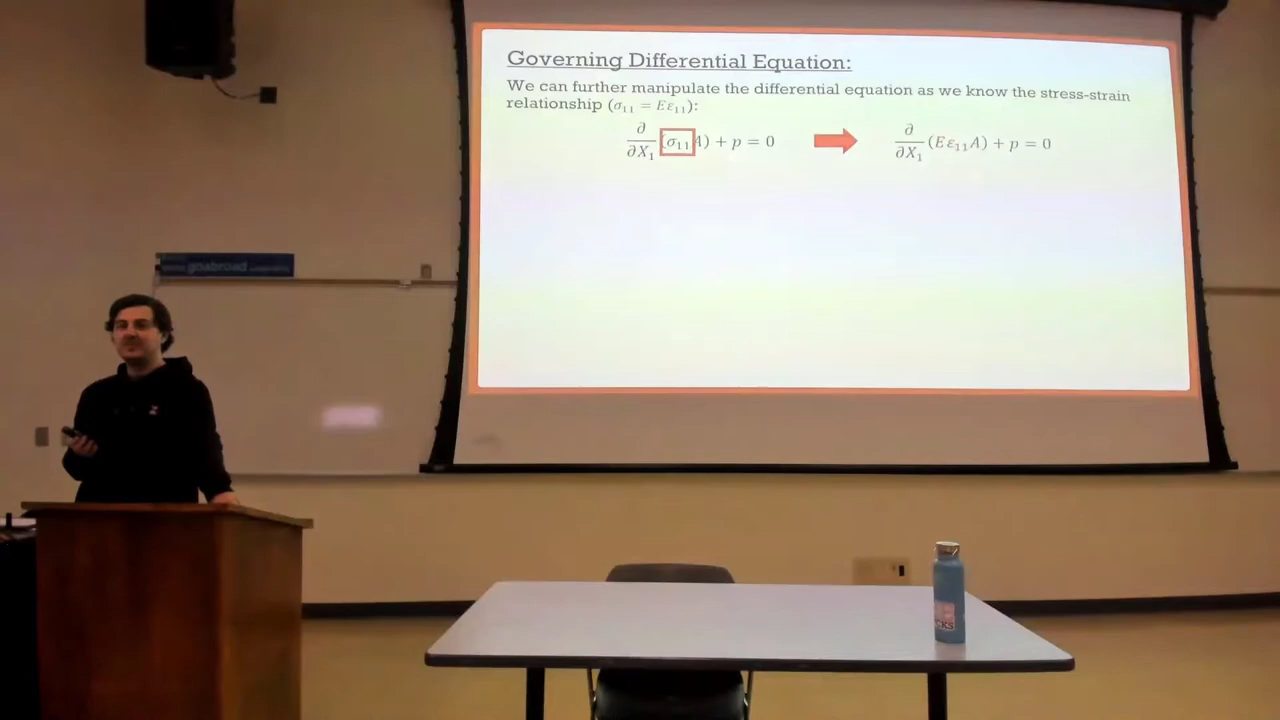 Governing Differential Equation:
We can further manipulate the differential equation as we know the stress-strain
relationship (σ₁₁ = Eε₁₁):
∂/∂X₁ (σ₁₁A) + p = 0 ➡ ∂/∂X₁ (Eε₁₁A) + p = 0
goabroad
CKS